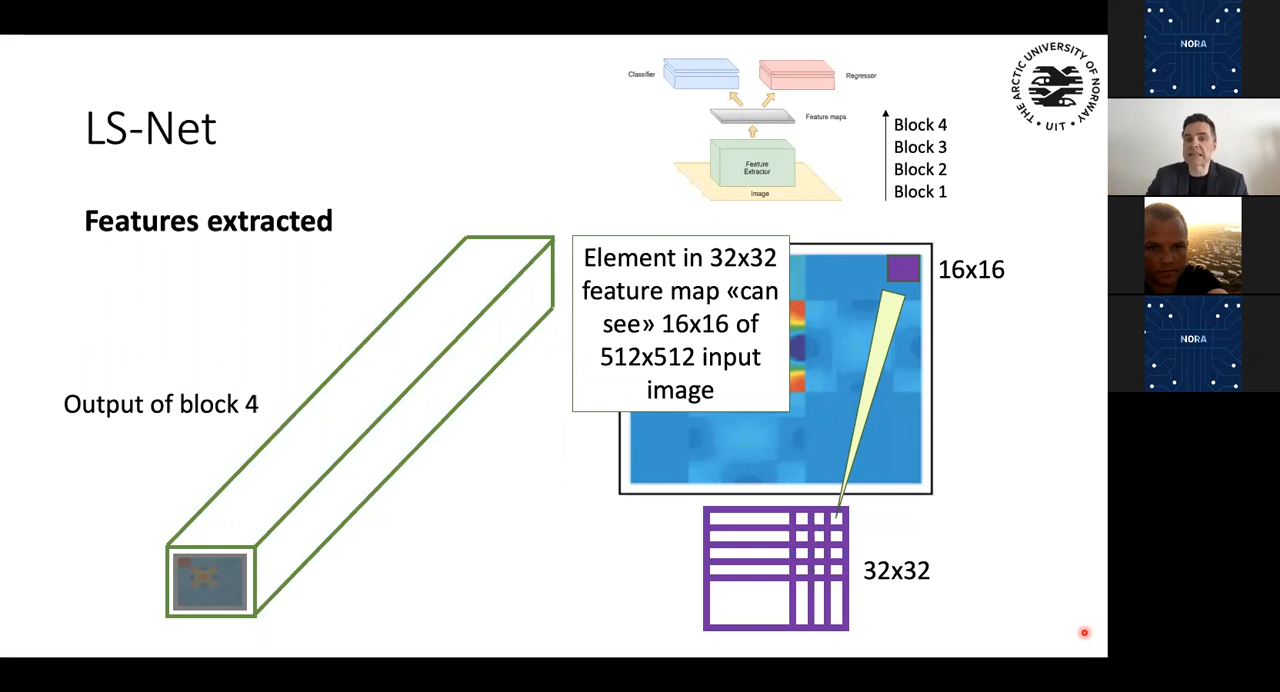 LS-Net
Features extracted
Output of block 4
Classifier
Regressor
Feature maps
Feature
Extractor
Image
Block 4
Block 3
Block 2
Block 1
THE ARCTIC UNIVERSITY OF NORWAY
• UiT •
Element in 32x32
feature map «can
see» 16x16 of
512x512 input
image
16x16
32x32
NORA
NORA